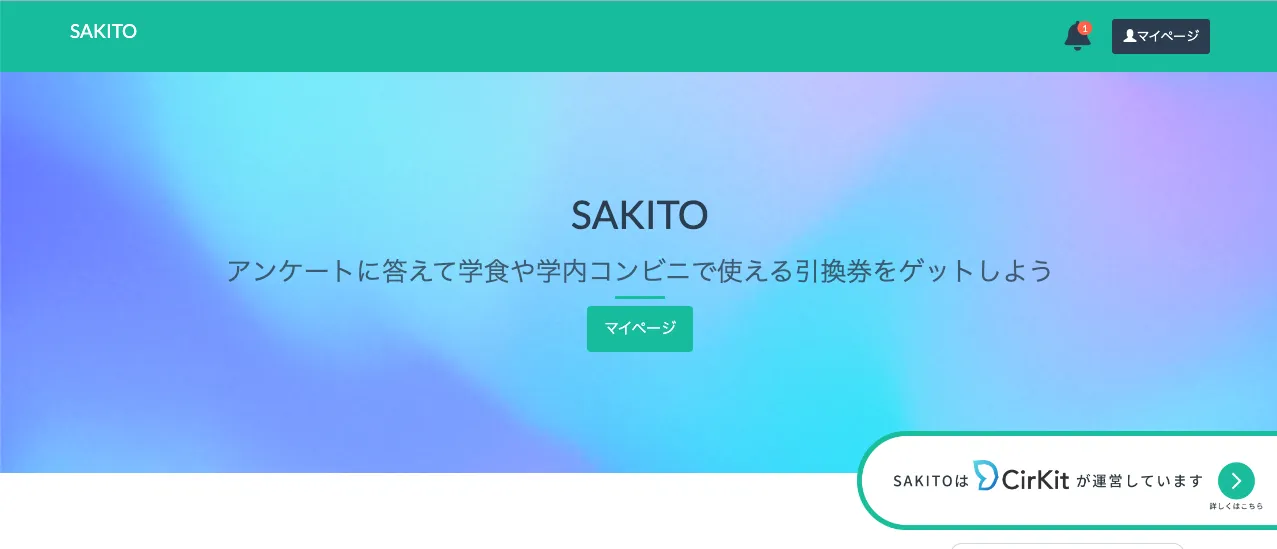 SAKITO
1
マイページ
SAKITO
アンケートに答えて学食や学内コンビニで使える引換券をゲットしよう
マイページ
SAKITOは CirKit が運営しています
詳しくはこちら